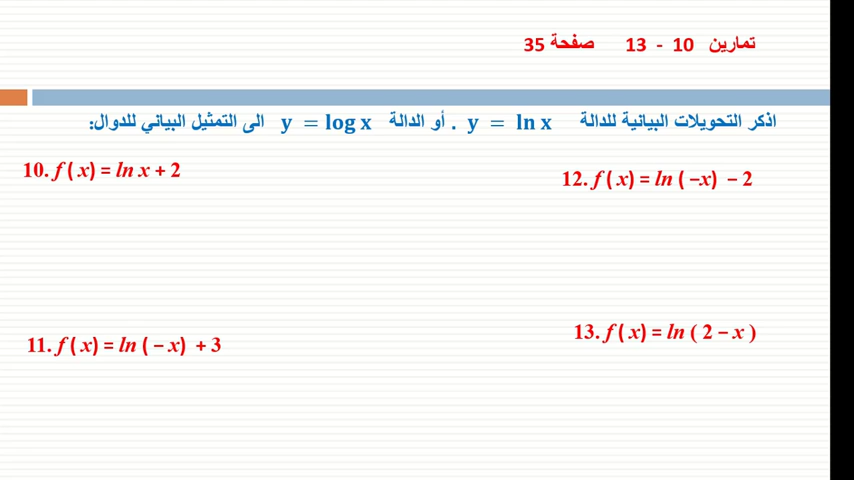 تمارين 10 - 13 صفحة 35
اذكر التحويلات البيانية للدالة y = ln x . أو الدالة y = log x الى التمثيل البياني للدوال:
10. f ( x) = ln x + 2
12. f ( x) = ln ( −x) − 2
11. f ( x) = ln ( − x) + 3
13. f ( x) = ln ( 2 − x )